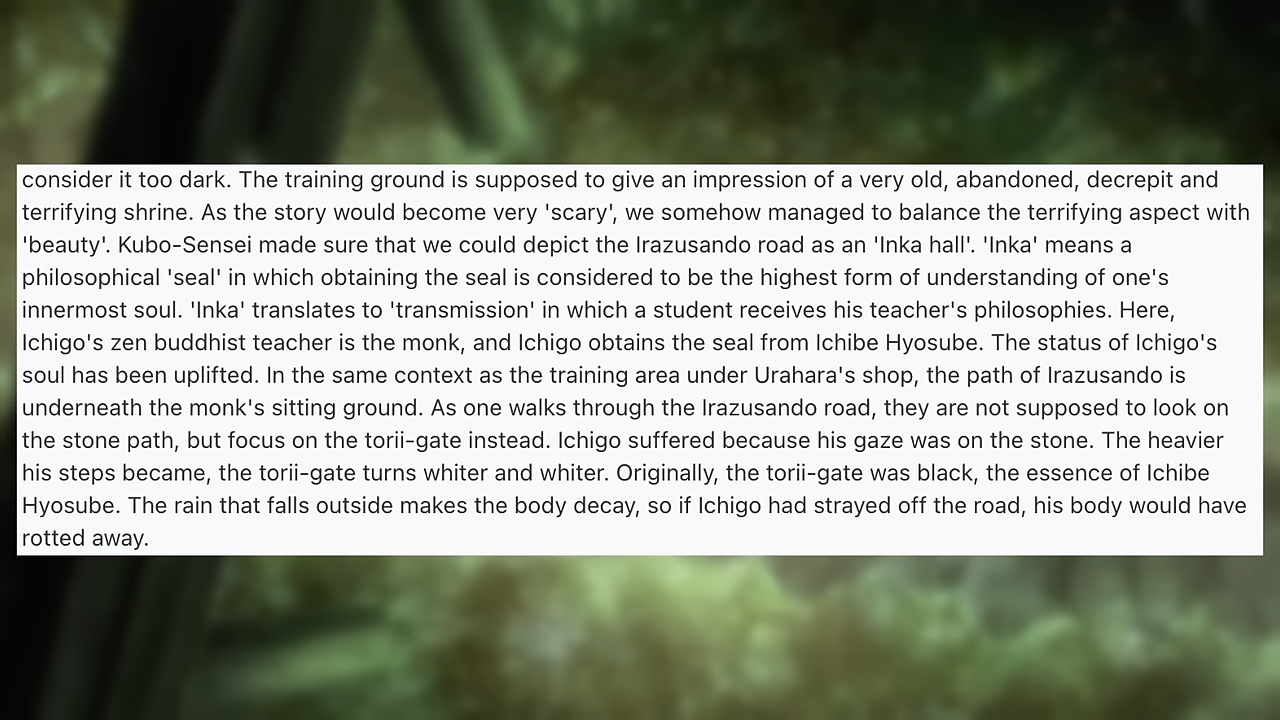 consider it too dark. The training ground is supposed to give an impression of a very old, abandoned, decrepit and
terrifying shrine. As the story would become very 'scary', we somehow managed to balance the terrifying aspect with
'beauty'. Kubo-Sensei made sure that we could depict the Irazusando road as an 'Inka hall'. 'Inka' means a
philosophical 'seal' in which obtaining the seal is considered to be the highest form of understanding of one's
innermost soul. 'Inka' translates to 'transmission' in which a student receives his teacher's philosophies. Here,
Ichigo's zen buddhist teacher is the monk, and Ichigo obtains the seal from Ichibe Hyosube. The status of Ichigo's
soul has been uplifted. In the same context as the training area under Urahara's shop, the path of Irazusando is
underneath the monk's sitting ground. As one walks through the Irazusando road, they are not supposed to look on
the stone path, but focus on the torii-gate instead. Ichigo suffered because his gaze was on the stone. The heavier
his steps became, the torii-gate turns whiter and whiter. Originally, the torii-gate was black, the essence of Ichibe
Hyosube. The rain that falls outside makes the body decay, so if Ichigo had strayed off the road, his body would have
rotted away.